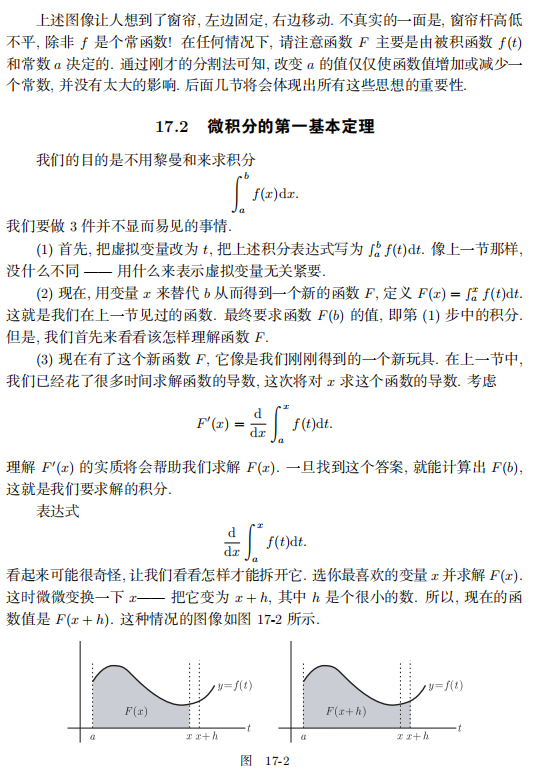 上述图像让人想到了窗帘, 左边固定, 右边移动. 不真实的一面是, 窗帘杆高低
不平, 除非 f 是个常函数! 在任何情况下, 请注意函数 F 主要是由被积函数 f(t)
和常数 a 决定的. 通过刚才的分割法可知, 改变 a 的值仅仅使函数值增加或减少一
个常数, 并没有太大的影响. 后面几节将会体现出所有这些思想的重要性.
17.2 微积分的第一基本定理
我们的目的是不用黎曼和来求积分
∫_a^b f(x)dx.
我们要做 3 件并不显而易见的事情.
(1) 首先, 把虚拟变量改为 t, 把上述积分表达式写为 ∫_a^b f(t)dt. 像上一节那样,
没什么不同 —— 用什么来表示虚拟变量无关紧要.
(2) 现在, 用变量 x 来替代 b 从而得到一个新的函数 F, 定义 F(x) = ∫_a^x f(t)dt.
这就是我们在上一节见过的函数. 最终要求函数 F(b) 的值, 即第 (1) 步中的积分.
但是, 我们首先来看看该怎样理解函数 F.
(3) 现在有了这个新函数 F, 它像是我们刚刚得到的一个新玩具. 在上一节中,
我们已经花了很多时间求解函数的导数, 这次将对 x 求这个函数的导数. 考虑
F′(x) = d/dx ∫_a^x f(t)dt.
理解 F′(x) 的实质将会帮助我们求解 F(x). 一旦找到这个答案, 就能计算出 F(b),
这就是我们要求解的积分.
表达式
d/dx ∫_a^x f(t)dt.
看起来可能很奇怪, 让我们看看怎样才能拆开它. 选你最喜欢的变量 x 并求解 F(x).
这时微微变换一下 x—— 把它变为 x + h, 其中 h 是个很小的数. 所以, 现在的函
数值是 F(x + h). 这种情况的图像如图 17-2 所示.
y=f(t)
F(x)
a x x+h t
y=f(t)
F(x+h)
a x x+h t
图 17-2